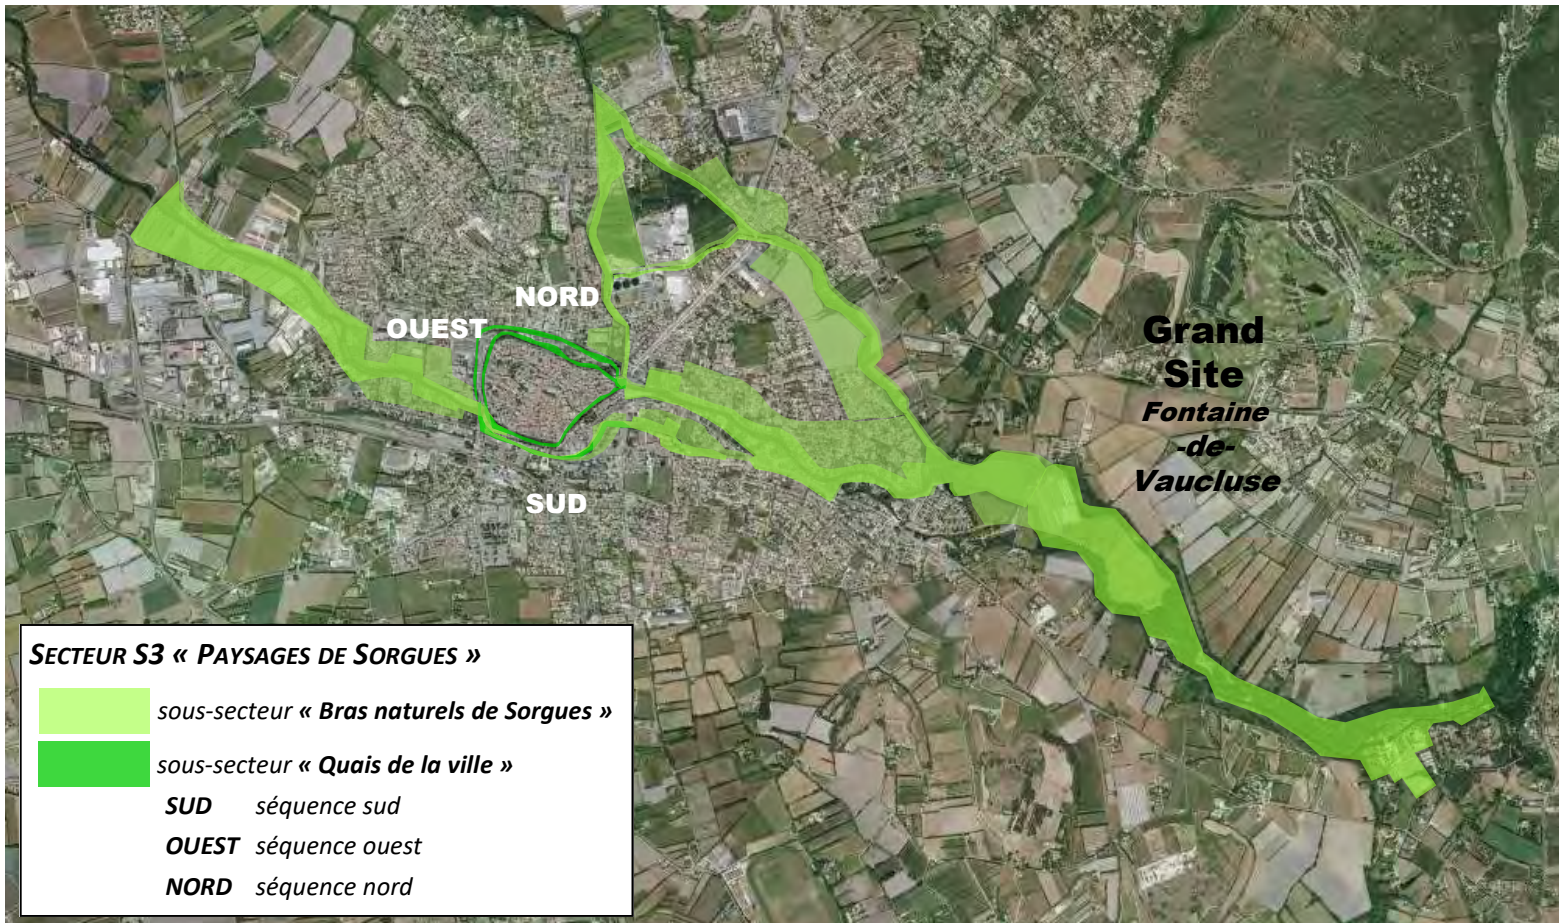 NORD
OUEST
SUD
Grand
Site
Fontaine
-de-
Vaucluse
SECTEUR S3 « PAYSAGES DE SORGUES »
sous-secteur « Bras naturels de Sorgues »
sous-secteur « Quais de la ville »
SUD séquence sud
OUEST séquence ouest
NORD séquence nord